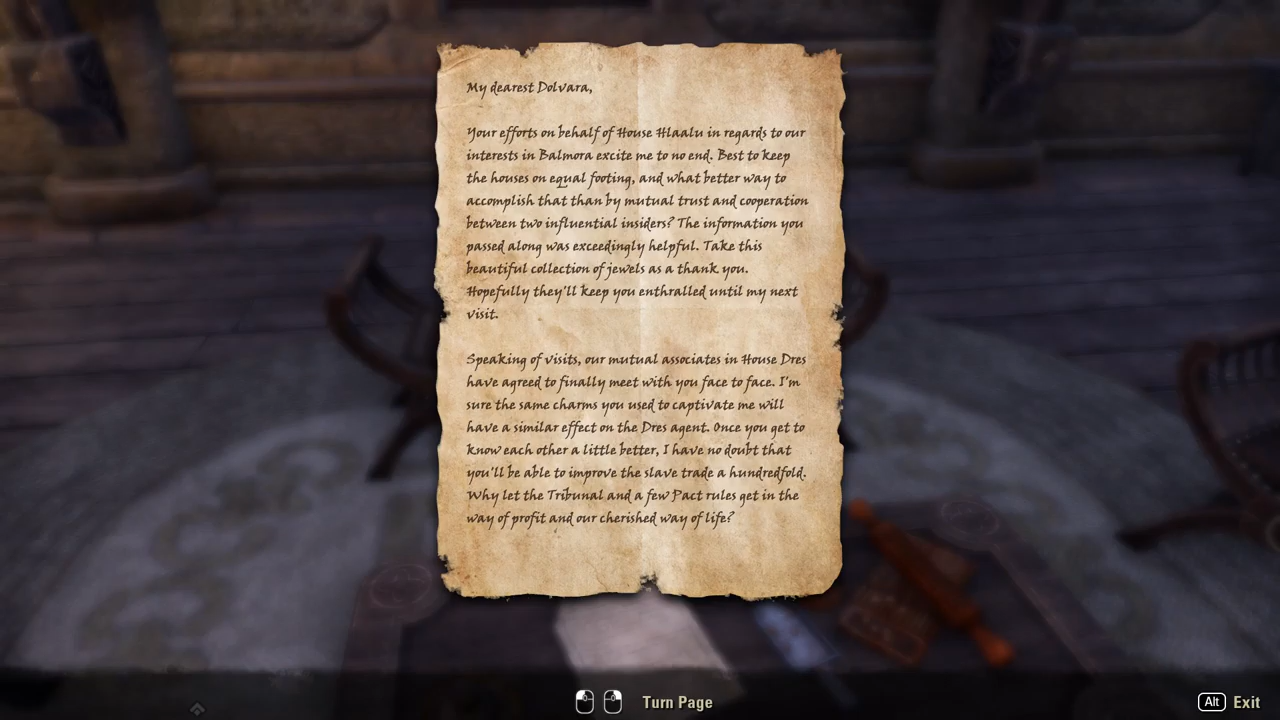 My dearest Dolvara,
Your efforts on behalf of House Hlaalu in regards to our
interests in Balmora excite me to no end. Best to keep
the houses on equal footing, and what better way to
accomplish that than by mutual trust and cooperation
between two influential insiders? The information you
passed along was exceedingly helpful. Take this
beautiful collection of jewels as a thank you.
Hopefully they'll keep you enthralled until my next
visit.
Speaking of visits, our mutual associates in House Dres
have agreed to finally meet with you face to face. I'm
sure the same charms you used to captivate me will
have a similar effect on the Dres agent. Once you get to
know each other a little better, I have no doubt that
you'll be able to improve the slave trade a hundredfold.
Why let the Tribunal and a few Pact rules get in the
way of profit and our cherished way of life?
Turn Page
Alt Exit